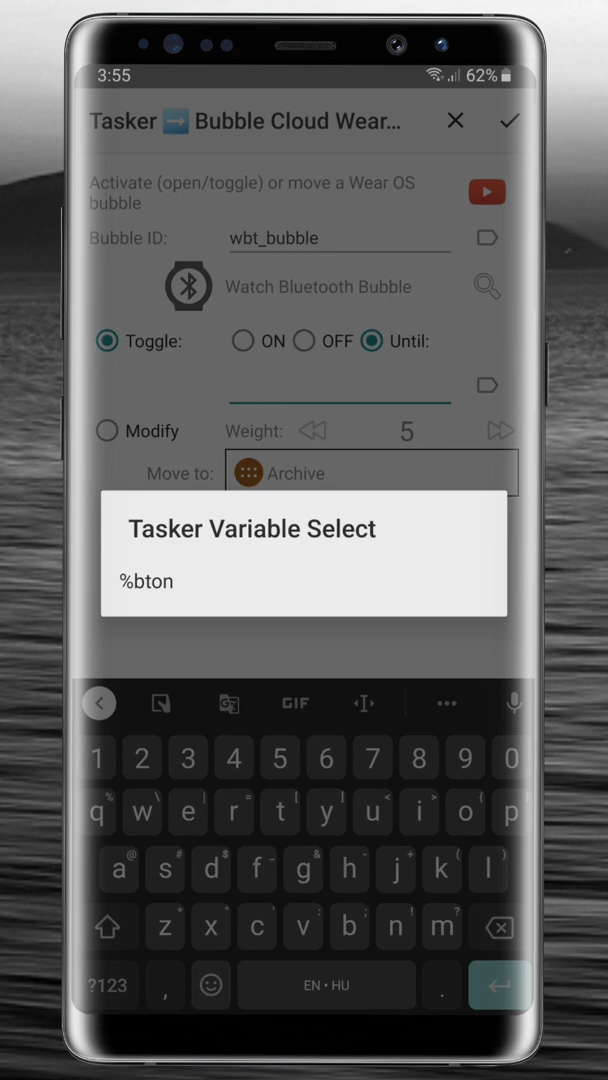 3:55
62%
Tasker ➡ Bubble Cloud Wear...
Activate (open/toggle) or move a Wear OS
bubble
Bubble ID:
wbt_bubble
Watch Bluetooth Bubble
Toggle:
ON
OFF
Until:
Modify
Weight:
5
Move to:
Archive
Tasker Variable Select
%bton
GIF
1 2 3 4 5 6 7 8 9 0
% \ | = [ ] < > { }
q w e r t y u i o p
@ # $ _ & - + ( )
a s d f g h j k l
* " ' : ; ! ?
z x c v b n m
?123 , EN • HU .